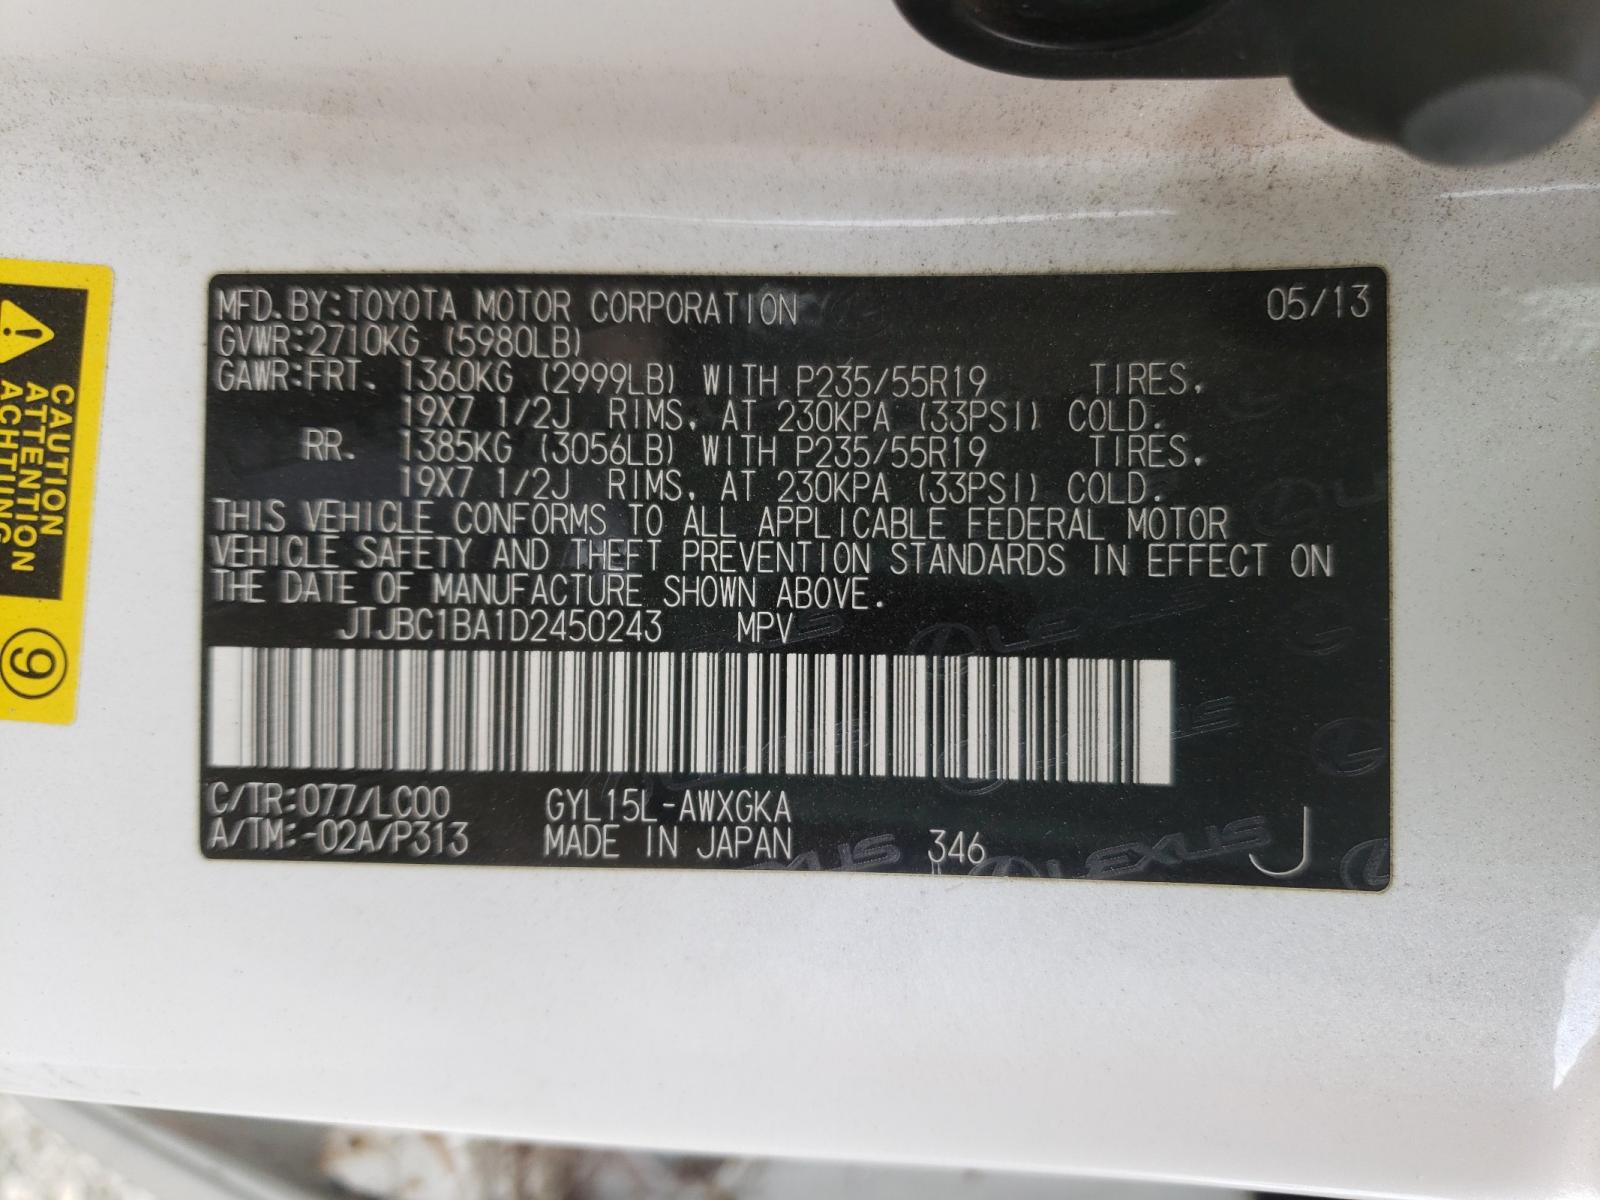 MFD.BY:TOYOTA MOTOR CORPORATION 05/13
GVWR:2710KG (5980LB)
GAWR:FRT. 1360KG (2999LB) WITH P235/55R19 TIRES,
19X7 1/2J RIMS, AT 230KPA (33PSI) COLD.
RR. 1385KG (3056LB) WITH P235/55R19 TIRES,
19X7 1/2J RIMS, AT 230KPA (33PSI) COLD.
THIS VEHICLE CONFORMS TO ALL APPLICABLE FEDERAL MOTOR
VEHICLE SAFETY AND THEFT PREVENTION STANDARDS IN EFFECT ON
THE DATE OF MANUFACTURE SHOWN ABOVE.
JTJBC1BA1D2450243 MPV
C/TR:077/LC00 GYL15L-AWXGKA
A/TM:-02A/P313 MADE IN JAPAN 346 J
LEXUS
LEXUS
CAUTION
ATTENTION
ACHTUNG
9